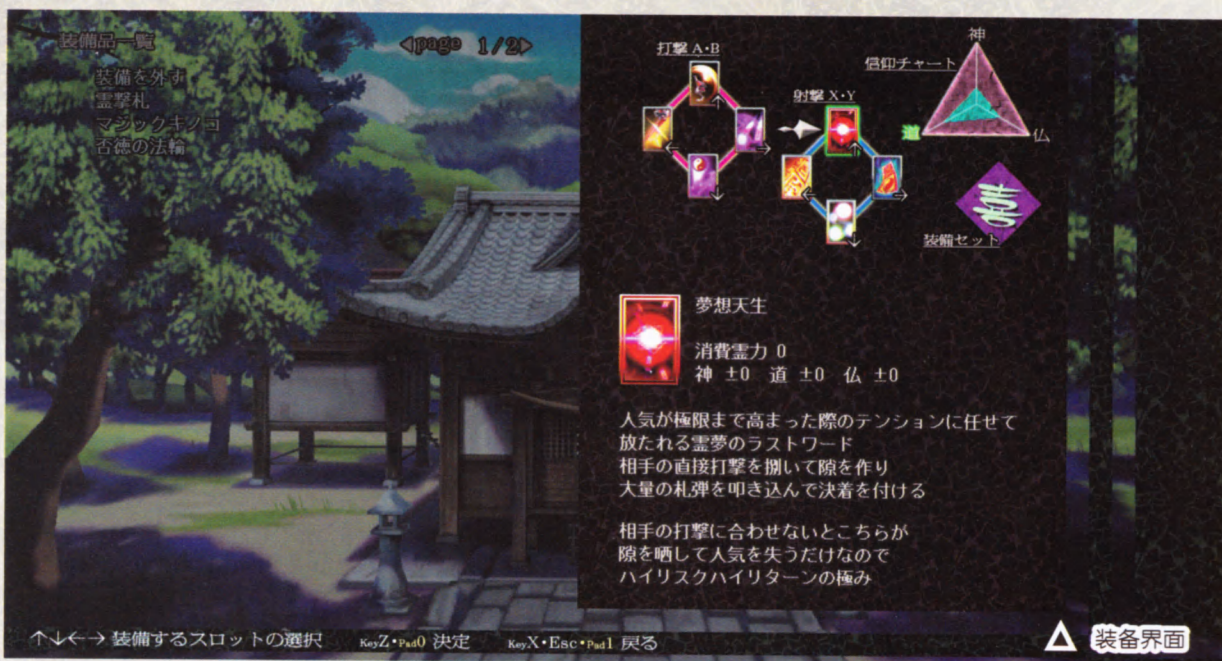 装備品一覧
◁page 1/2▷
装備を外す
霊撃札
マジックキノコ
否徳の法輪
打撃 A・B
射撃 X・Y
信仰チャート
神
道
仏
装備セット
夢想天生
消費霊力 0
神 ±0 道 ±0 仏 ±0
人気が極限まで高まった際のテンションに任せて
放たれる霊夢のラストワード
相手の直接打撃を捌いて隙を作り
大量の札弾を叩き込んで決着を付ける
相手の打撃に合わせないとこちらが
隙を晒して人気を失うだけなので
ハイリスクハイリターンの極み
↑↓←→ 装備するスロットの選択 KeyZ・Pad0 決定 KeyX・Esc・Pad1 戻る
△ 装备界面